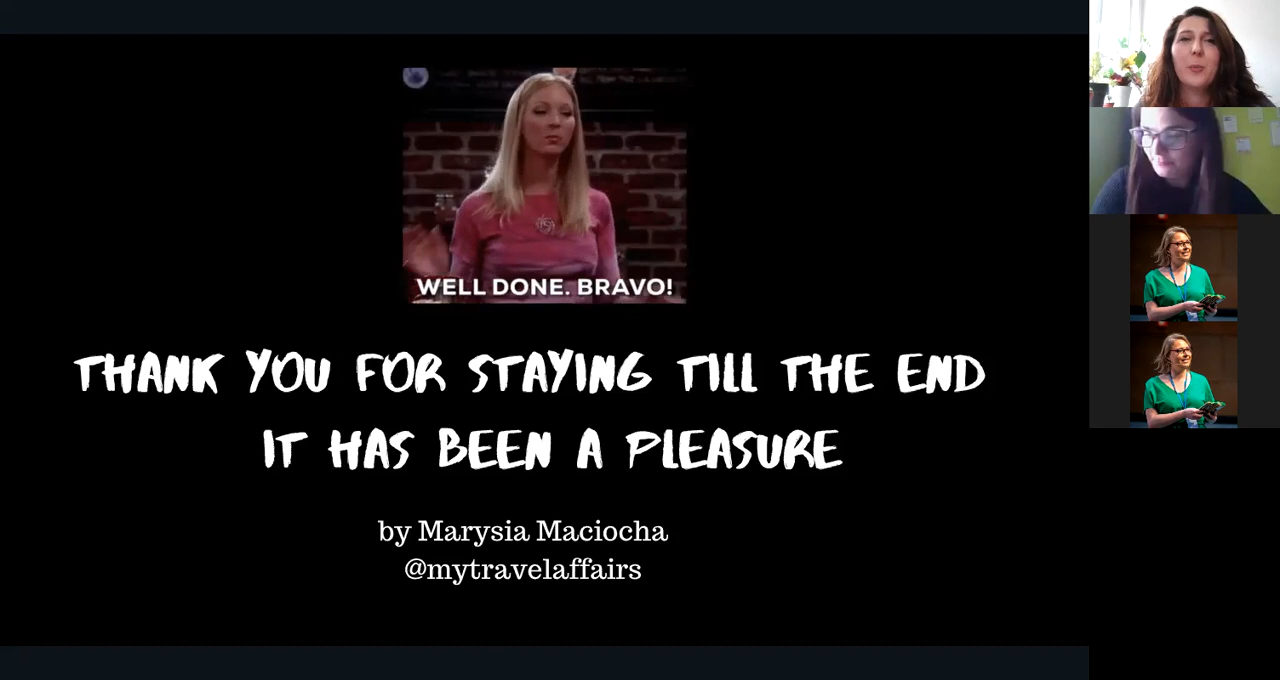 WELL DONE. BRAVO!
THANK YOU FOR STAYING TILL THE END
IT HAS BEEN A PLEASURE
by Marysia Maciocha
@mytravelaffairs